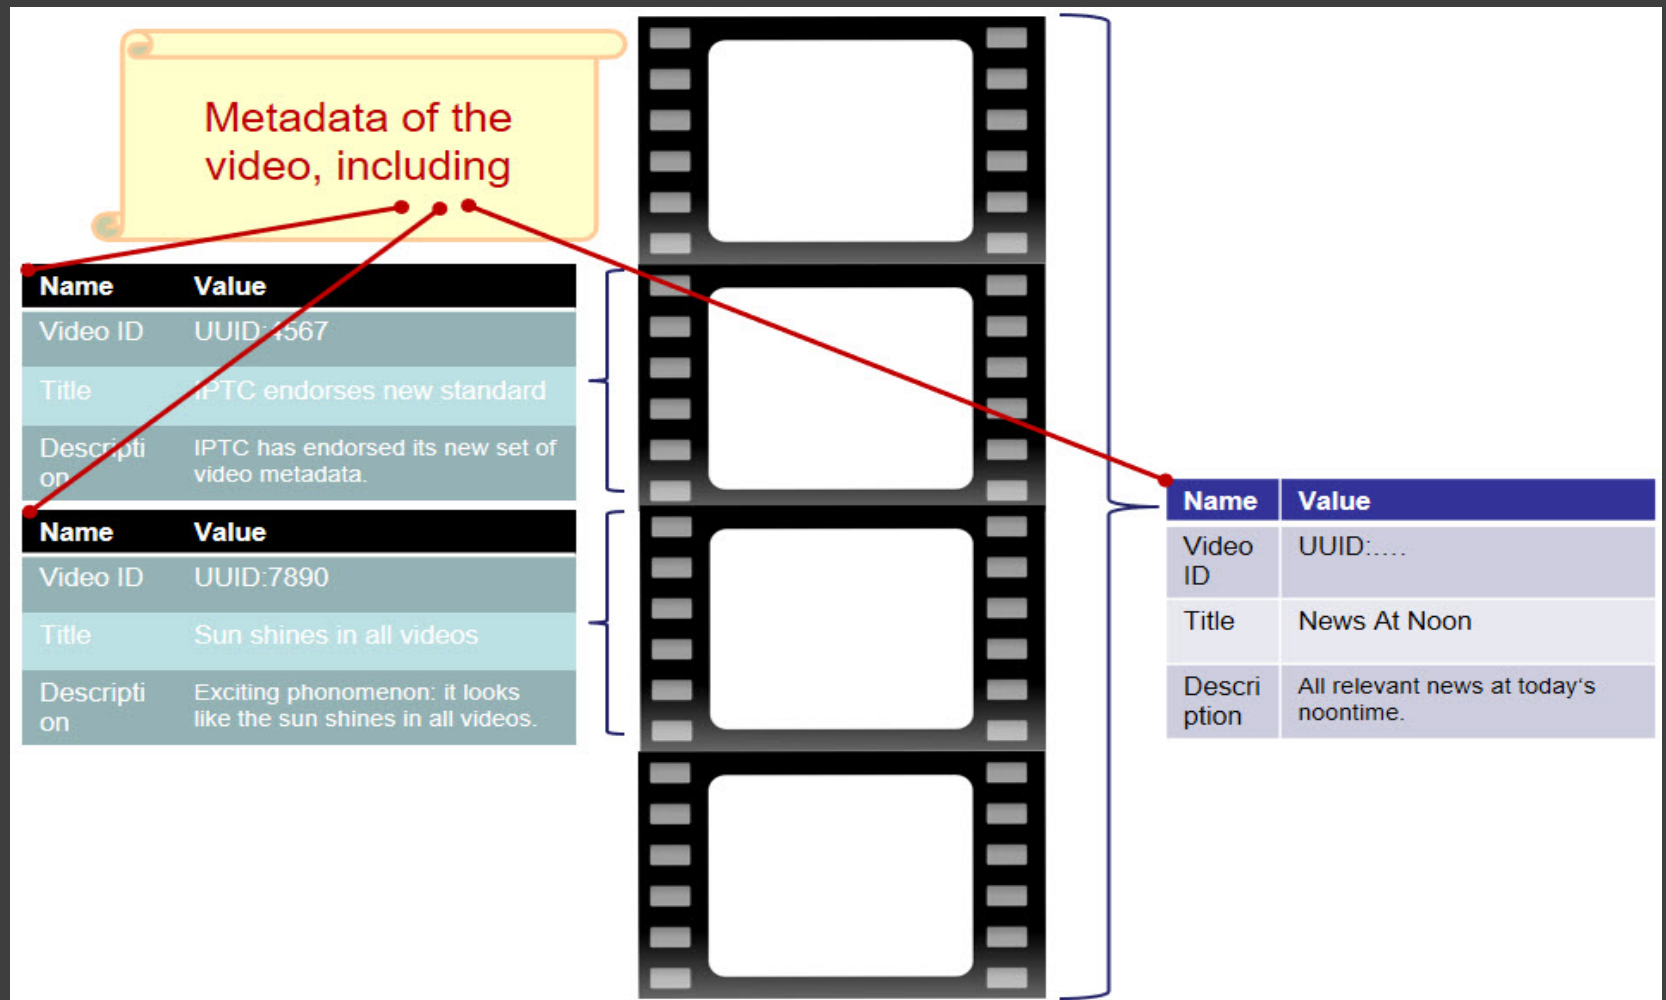 Metadata of the
video, including
Name Value
Video ID UUID:4567
Title IPTC endorses new standard
Descripti
on
IPTC has endorsed its new set of
video metadata.
Name Value
Video ID UUID:7890
Title Sun shines in all videos
Descripti
on
Exciting phonomenon: it looks
like the sun shines in all videos.
Name Value
Video
ID
UUID:....
Title News At Noon
Descri
ption
All relevant news at today‘s
noontime.